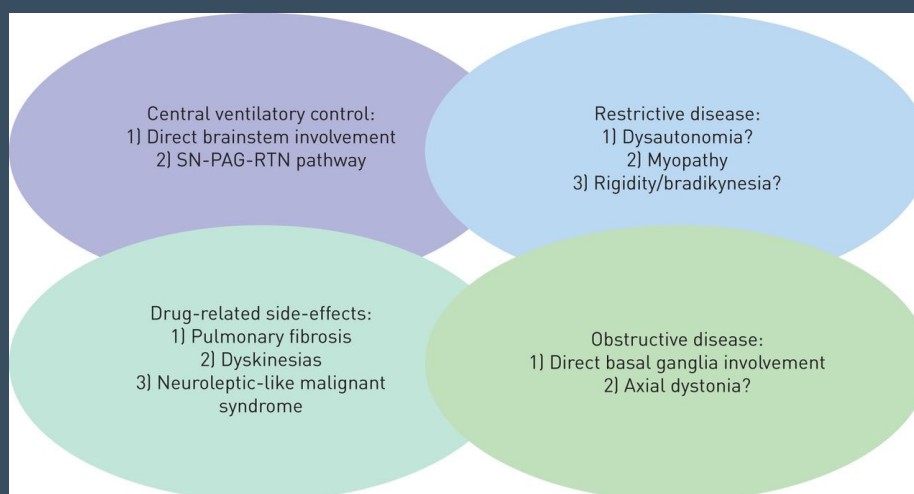 Central ventilatory control:
1) Direct brainstem involvement
2) SN-PAG-RTN pathway
Restrictive disease:
1) Dysautonomia?
2) Myopathy
3) Rigidity/bradikynesia?
Drug-related side-effects:
1) Pulmonary fibrosis
2) Dyskinesias
3) Neuroleptic-like malignant
syndrome
Obstructive disease:
1) Direct basal ganglia involvement
2) Axial dystonia?